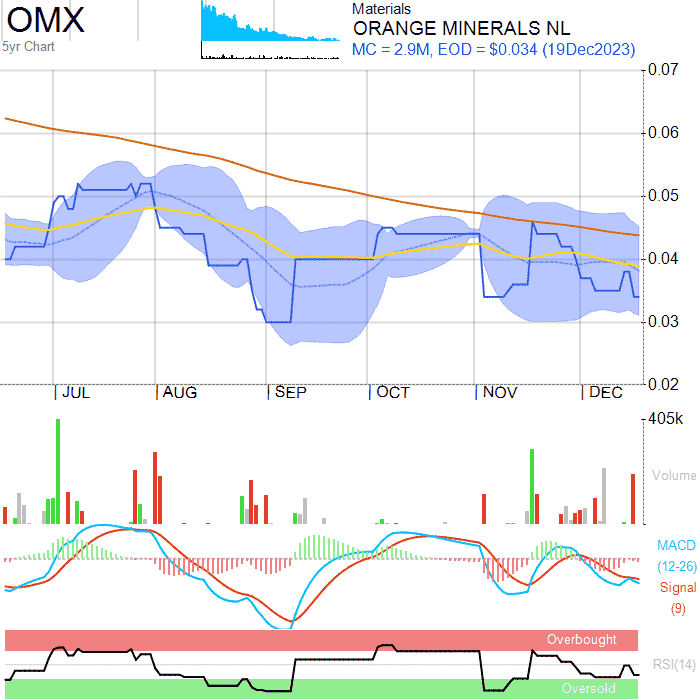 OMX
5yr Chart
Materials
ORANGE MINERALS NL
MC = 2.9M, EOD = $0.034 (19Dec2023)
0.07
0.06
0.05
0.04
0.03
0.02
JUL AUG SEP OCT NOV DEC
405k
Volume
MACD
(12-26)
Signal
(9)
Overbought
RSI(14)
Oversold